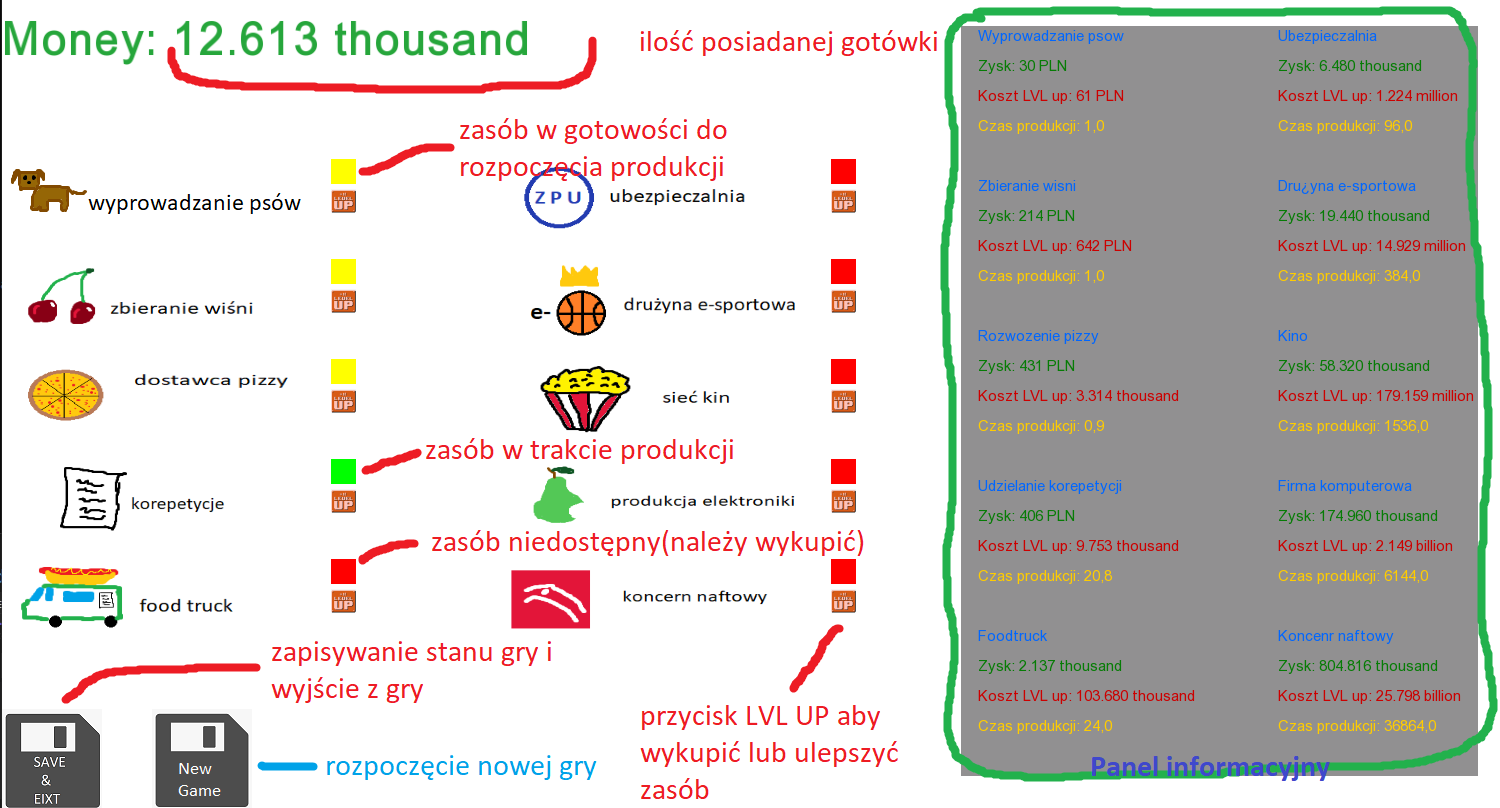 Money: 12.613 thousand
ilość posiadanej gotówki
zasób w gotowości do
rozpoczęcia produkcji
wyprowadzanie psów
UP
Z P U
ubezpieczalnia
UP
zbieranie wiśni
UP
e-
drużyna e-sportowa
UP
dostawca pizzy
UP
sieć kin
UP
zasób w trakcie produkcji
korepetycje
UP
produkcja elektroniki
UP
zasób niedostępny(należy wykupić)
food truck
UP
koncern naftowy
UP
zapisywanie stanu gry i
wyjście z gry
przycisk LVL UP aby
wykupić lub ulepszyć
zasób
SAVE
&
EIXT
New
Game
rozpoczęcie nowej gry
Wyprowadzanie psow
Zysk: 30 PLN
Koszt LVL up: 61 PLN
Czas produkcji: 1,0
Zbieranie wisni
Zysk: 214 PLN
Koszt LVL up: 642 PLN
Czas produkcji: 1,0
Rozwozenie pizzy
Zysk: 431 PLN
Koszt LVL up: 3.314 thousand
Czas produkcji: 0,9
Udzielanie korepetycji
Zysk: 406 PLN
Koszt LVL up: 9.753 thousand
Czas produkcji: 20,8
Foodtruck
Zysk: 2.137 thousand
Koszt LVL up: 103.680 thousand
Czas produkcji: 24,0
Ubezpieczalnia
Zysk: 6.480 thousand
Koszt LVL up: 1.224 million
Czas produkcji: 96,0
Dru¿yna e-sportowa
Zysk: 19.440 thousand
Koszt LVL up: 14.929 million
Czas produkcji: 384,0
Kino
Zysk: 58.320 thousand
Koszt LVL up: 179.159 million
Czas produkcji: 1536,0
Firma komputerowa
Zysk: 174.960 thousand
Koszt LVL up: 2.149 billion
Czas produkcji: 6144,0
Koncenr naftowy
Zysk: 804.816 thousand
Koszt LVL up: 25.798 billion
Czas produkcji: 36864,0
Panel informacyjny